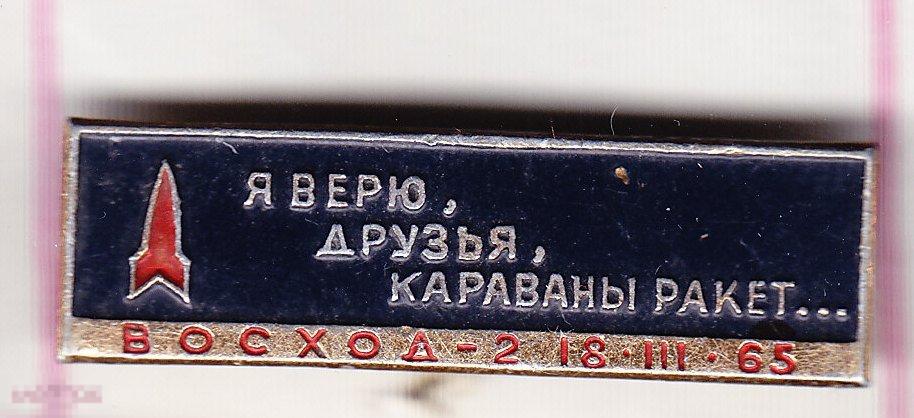 Я ВЕРЮ,
ДРУЗЬЯ,
КАРАВАНЫ РАКЕТ...
ВОСХОД-2 18·III·65